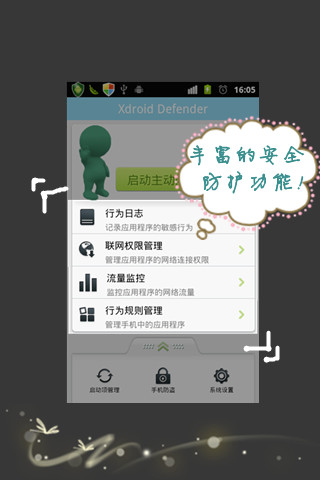 16:05
Xdroid Defender
丰富的安全
防护功能！
启动主动
行为日志
记录应用程序的敏感行为
联网权限管理
管理应用程序的网络连接权限
流量监控
监控应用程序的网络流量
行为规则管理
管理手机中的应用程序
启动项管理 手机防盗 系统设置